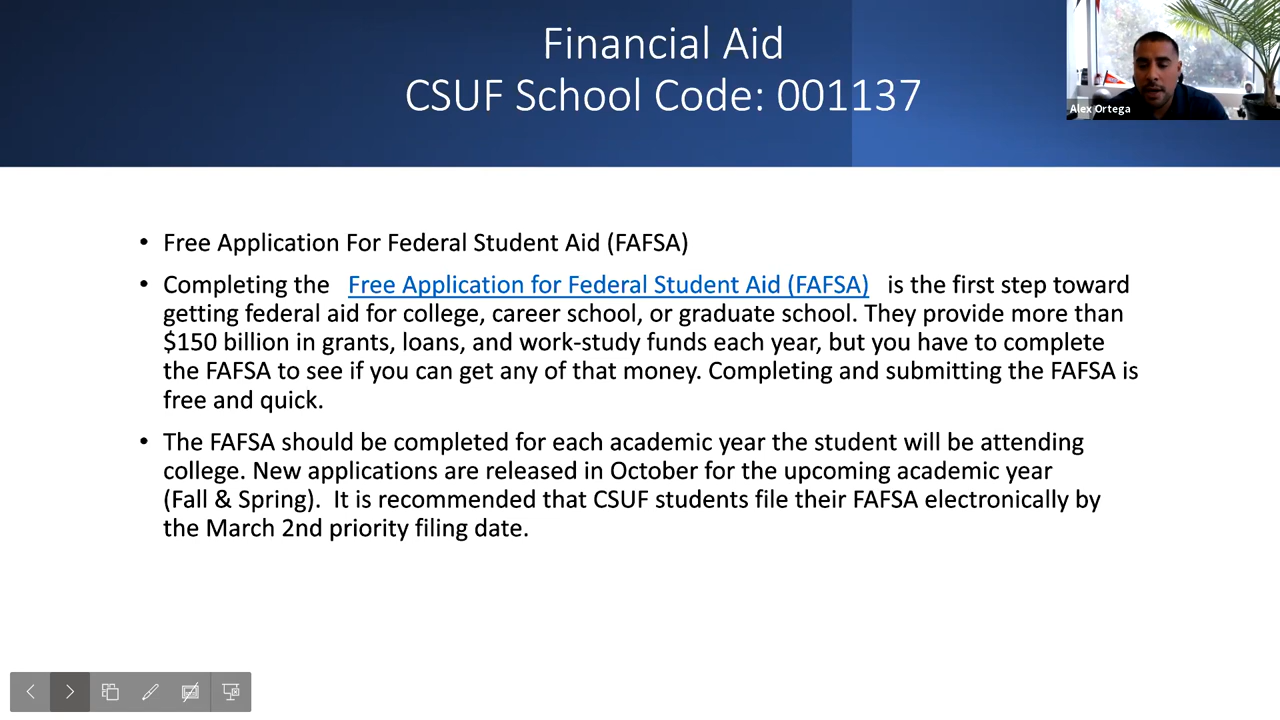 Financial Aid
CSUF School Code: 001137
Alex Ortega
• Free Application For Federal Student Aid (FAFSA)
• Completing the Free Application for Federal Student Aid (FAFSA) is the first step toward
getting federal aid for college, career school, or graduate school. They provide more than
$150 billion in grants, loans, and work-study funds each year, but you have to complete
the FAFSA to see if you can get any of that money. Completing and submitting the FAFSA is
free and quick.
• The FAFSA should be completed for each academic year the student will be attending
college. New applications are released in October for the upcoming academic year
(Fall & Spring). It is recommended that CSUF students file their FAFSA electronically by
the March 2nd priority filing date.